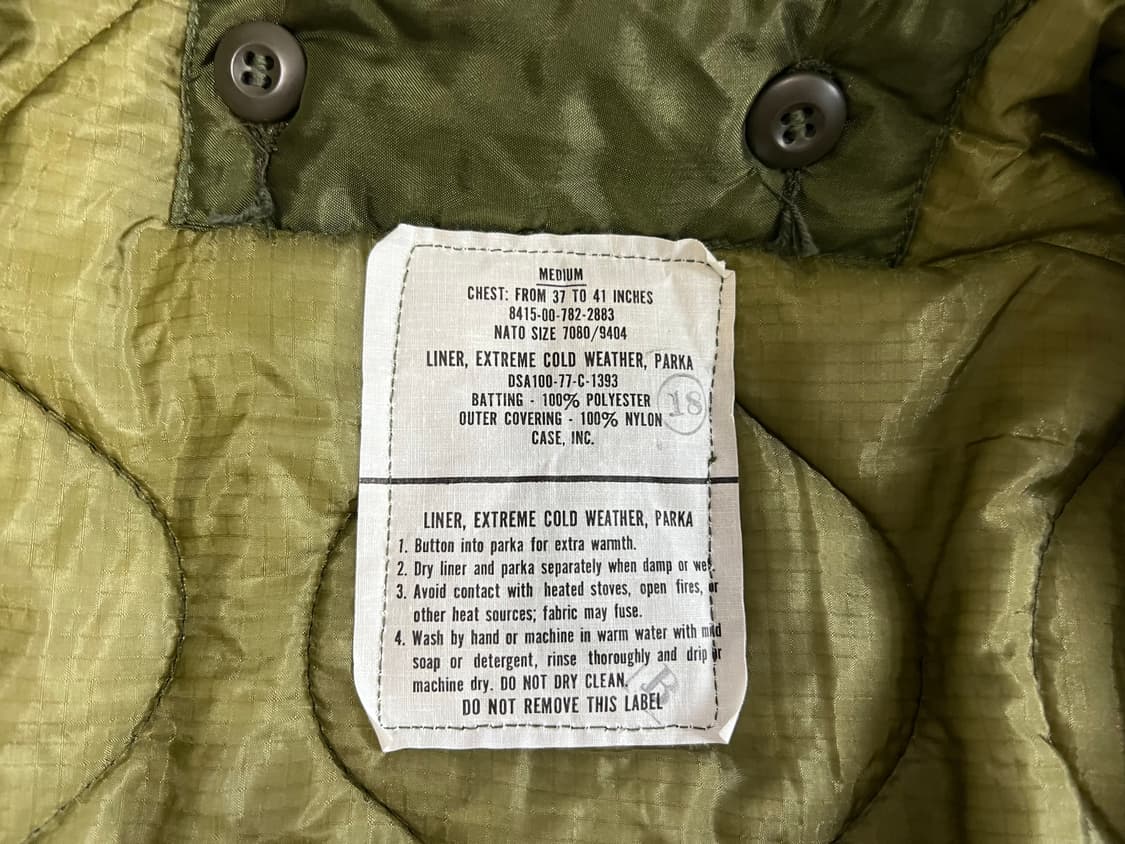 MEDIUM
CHEST: FROM 37 TO 41 INCHES
8415-00-782-2883
NATO SIZE 7080/9404
LINER, EXTREME COLD WEATHER, PARKA
DSA100-77-C-1393
BATTING - 100% POLYESTER
OUTER COVERING - 100% NYLON
18
CASE, INC.
LINER, EXTREME COLD WEATHER, PARKA
1. Button into parka for extra warmth.
2. Dry liner and parka separately when damp or wet.
3. Avoid contact with heated stoves, open fires, or
other heat sources; fabric may fuse.
4. Wash by hand or machine in warm water with mild
soap or detergent, rinse thoroughly and drip or
machine dry. DO NOT DRY CLEAN.
DO NOT REMOVE THIS LABEL